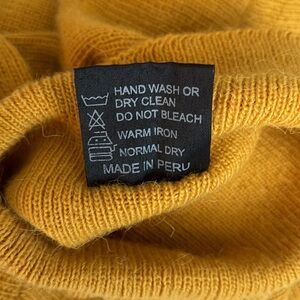 HAND WASH OR
DRY CLEAN
DO NOT BLEACH
WARM IRON
NORMAL DRY
MADE IN PERU